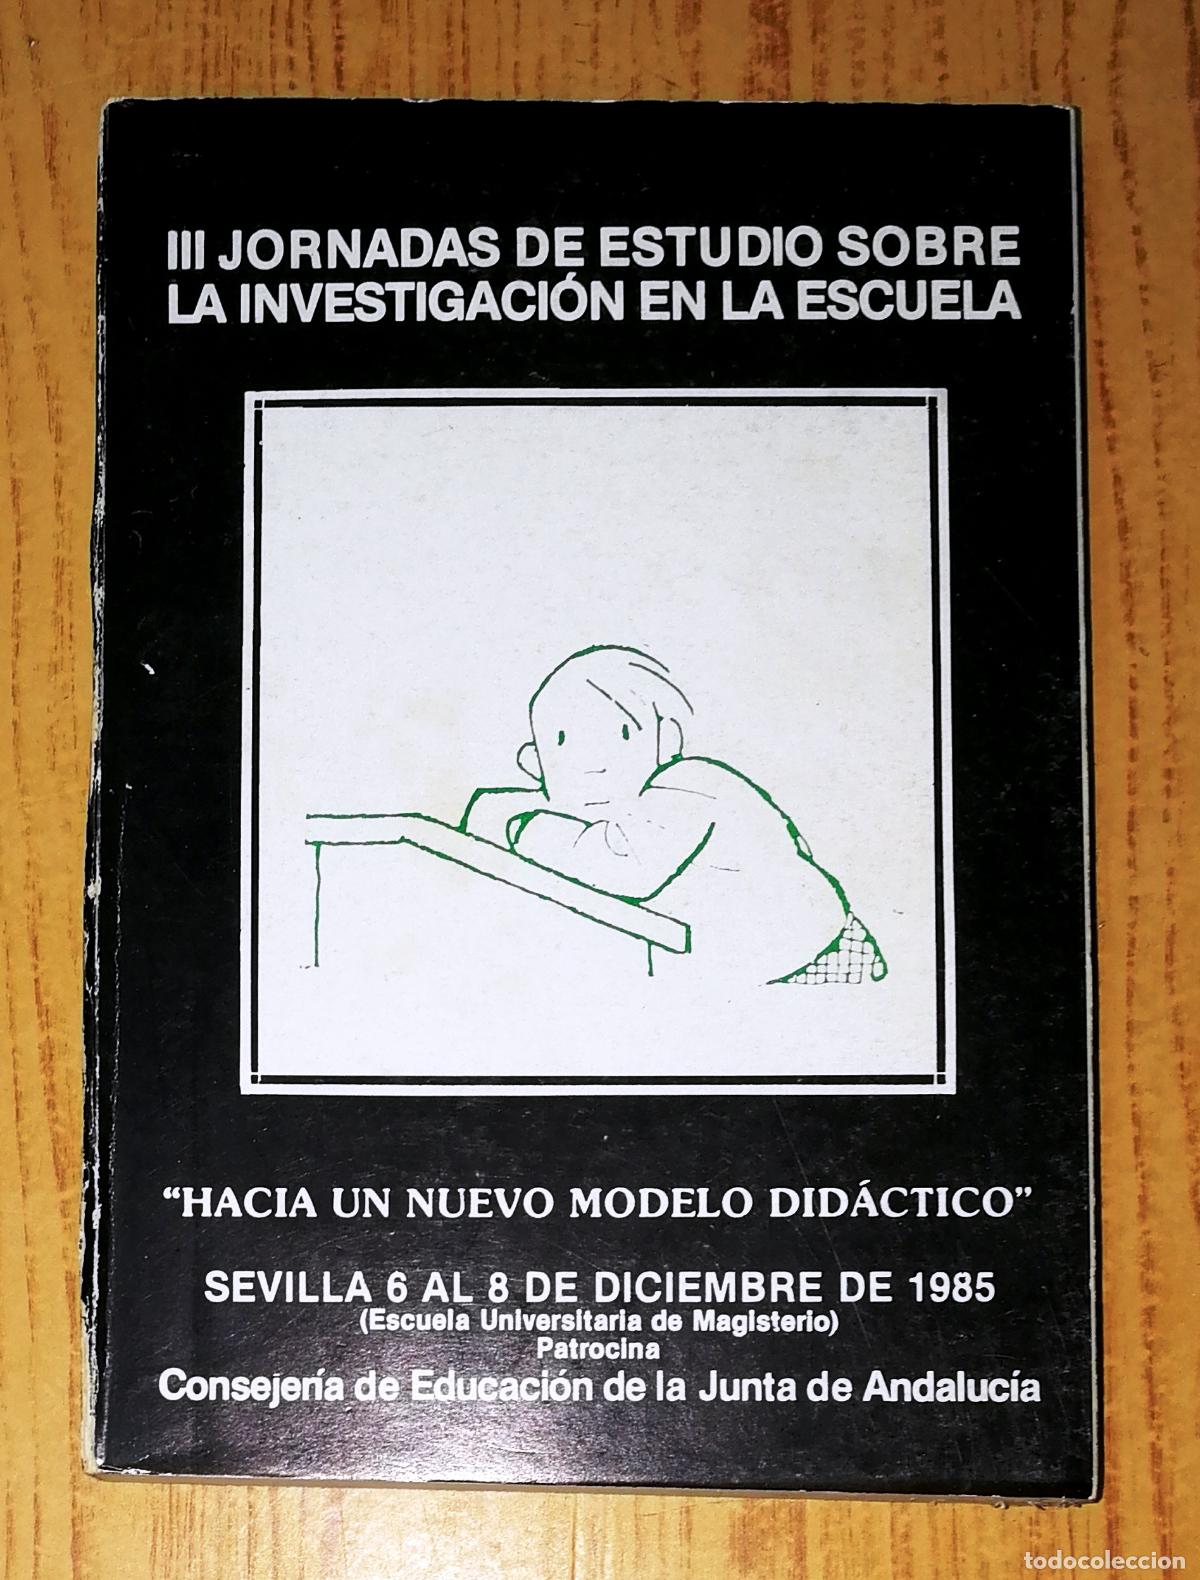 III JORNADAS DE ESTUDIO SOBRE
LA INVESTIGACIÓN EN LA ESCUELA
“HACIA UN NUEVO MODELO DIDÁCTICO”
SEVILLA 6 AL 8 DE DICIEMBRE DE 1985
(Escuela Universitaria de Magisterio)
Patrocina
Consejería de Educación de la Junta de Andalucía
todocoleccion